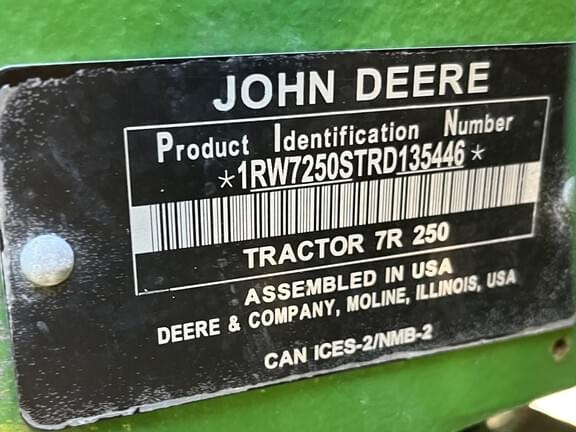 JOHN DEERE
Product Identification Number
*1RW7250STRD135446*
TRACTOR 7R 250
ASSEMBLED IN USA
DEERE & COMPANY, MOLINE, ILLINOIS, USA
CAN ICES-2/NMB-2